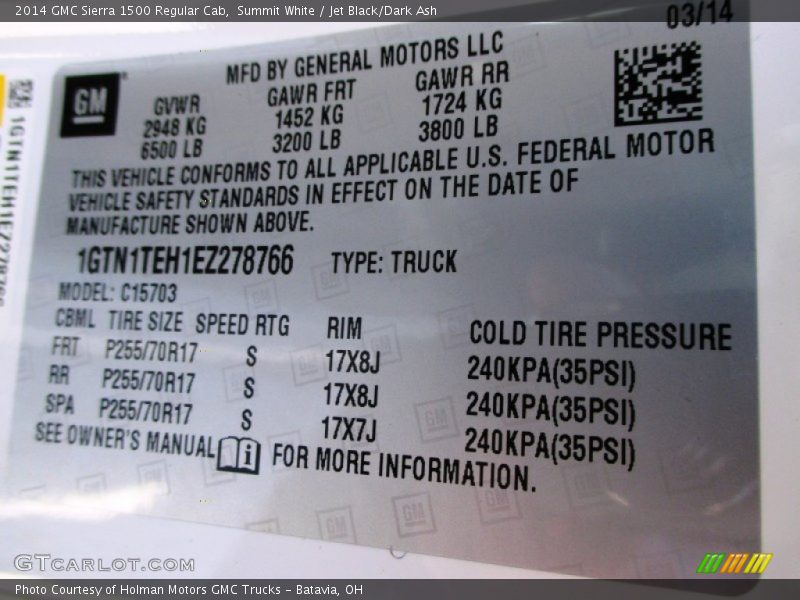 2014 GMC Sierra 1500 Regular Cab, Summit White / Jet Black/Dark Ash
03/14
MFD BY GENERAL MOTORS LLC
GM
GVWR GAWR FRT GAWR RR
2948 KG 1452 KG 1724 KG
6500 LB 3200 LB 3800 LB
THIS VEHICLE CONFORMS TO ALL APPLICABLE U.S. FEDERAL MOTOR
VEHICLE SAFETY STANDARDS IN EFFECT ON THE DATE OF
MANUFACTURE SHOWN ABOVE.
1GTN1TEH1EZ278766 TYPE: TRUCK
MODEL: C15703
CBML TIRE SIZE SPEED RTG RIM COLD TIRE PRESSURE
FRT P255/70R17 S 17X8J 240KPA(35PSI)
RR P255/70R17 S 17X8J 240KPA(35PSI)
SPA P255/70R17 S 17X7J 240KPA(35PSI)
SEE OWNER'S MANUAL FOR MORE INFORMATION.
1GTN1TEH1EZ278766
GTCARLOT.COM
Photo Courtesy of Holman Motors GMC Trucks - Batavia, OH